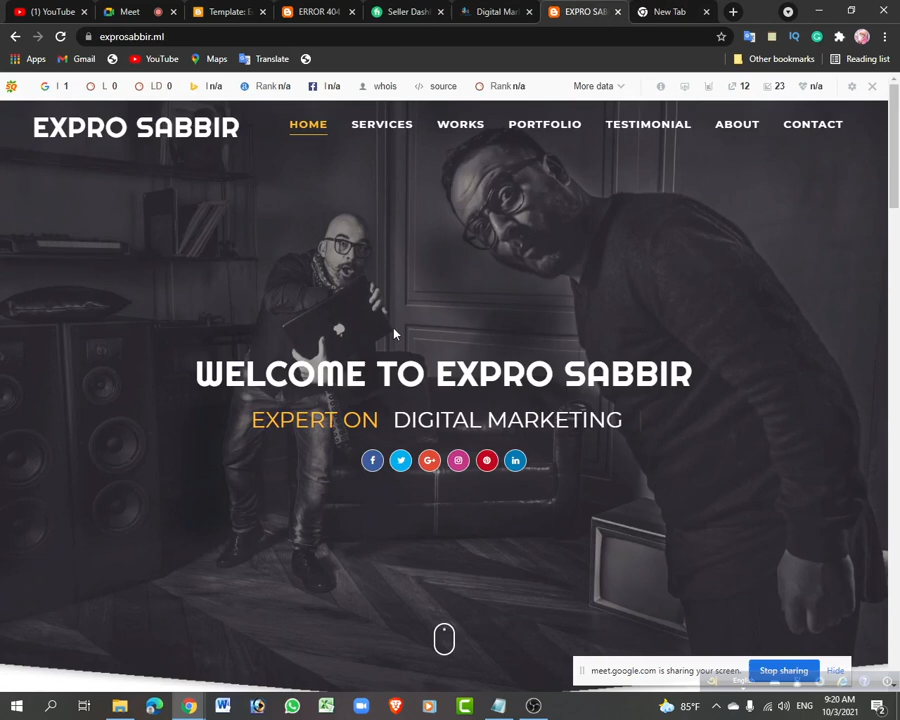 (1) YouTube
Meet
Template: E
ERROR 404
Seller Dash
Digital Mar
EXPRO SAB
New Tab
exprosabbir.ml
Apps
Gmail
YouTube
Maps
Translate
Other bookmarks
Reading list
I 1
L 0
LD 0
I n/a
Rank n/a
I n/a
whois
source
Rank n/a
More data
12
23
n/a
EXPRO SABBIR
HOME
SERVICES
WORKS
PORTFOLIO
TESTIMONIAL
ABOUT
CONTACT
WELCOME TO EXPRO SABBIR
EXPERT ON DIGITAL MARKETING
meet.google.com is sharing your screen.
Stop sharing
Hide
85°F
ENG
9:20 AM
10/3/2021
2